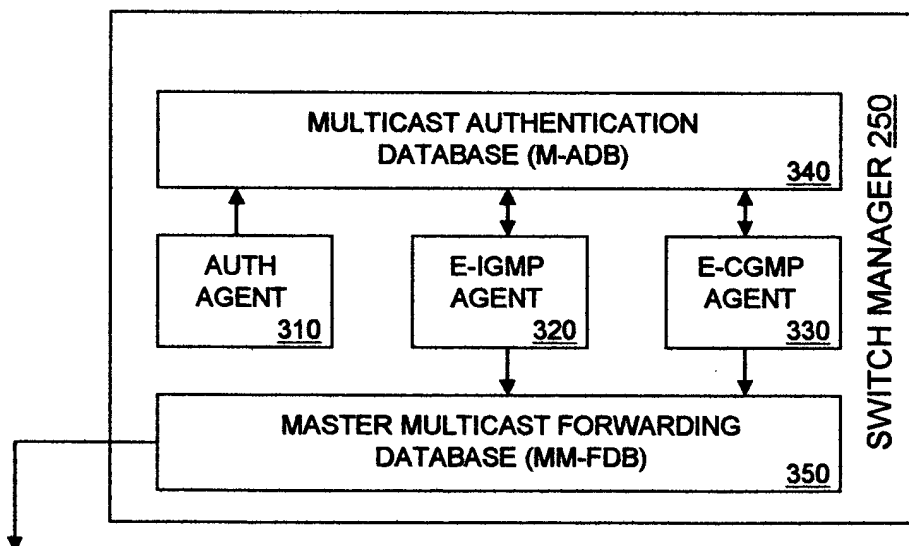 MULTICAST AUTHENTICATION
DATABASE (M-ADB)
340
AUTH
AGENT
310
E-IGMP
AGENT
320
E-CGMP
AGENT
330
MASTER MULTICAST FORWARDING
DATABASE (MM-FDB)
350
SWITCH MANAGER 250